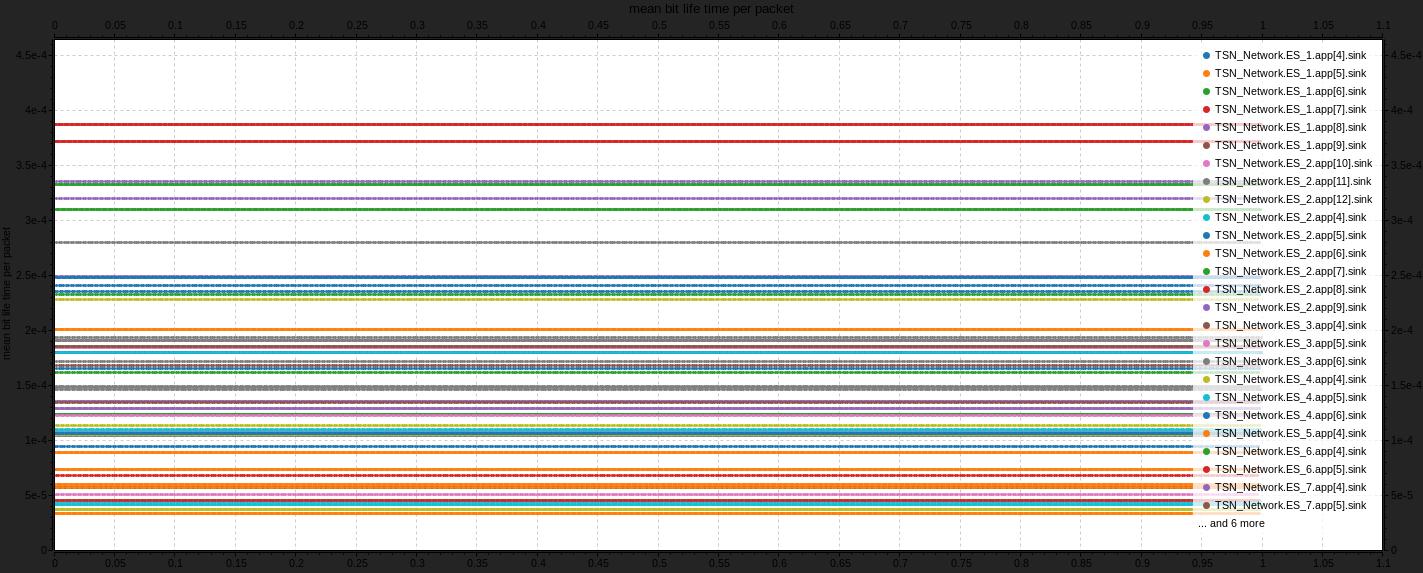 mean bit life time per packet
0 0.05 0.1 0.15 0.2 0.25 0.3 0.35 0.4 0.45 0.5 0.55 0.6 0.65 0.7 0.75 0.8 0.85 0.9 0.95 1 1.05 1.1
4.5e-4 TSN_Network.ES_1.app[4].sink 4.5e-4
TSN_Network.ES_1.app[5].sink
TSN_Network.ES_1.app[6].sink
4e-4 TSN_Network.ES_1.app[7].sink 4e-4
TSN_Network.ES_1.app[8].sink
TSN_Network.ES_1.app[9].sink
3.5e-4 TSN_Network.ES_2.app[10].sink 3.5e-4
TSN_Network.ES_2.app[11].sink
TSN_Network.ES_2.app[12].sink
3e-4 TSN_Network.ES_2.app[4].sink 3e-4
TSN_Network.ES_2.app[5].sink
TSN_Network.ES_2.app[6].sink
2.5e-4 TSN_Network.ES_2.app[7].sink 2.5e-4
TSN_Network.ES_2.app[8].sink
mean bit life time per packet
TSN_Network.ES_2.app[9].sink
2e-4 TSN_Network.ES_3.app[4].sink 2e-4
TSN_Network.ES_3.app[5].sink
TSN_Network.ES_3.app[6].sink
1.5e-4 TSN_Network.ES_4.app[4].sink 1.5e-4
TSN_Network.ES_4.app[5].sink
TSN_Network.ES_4.app[6].sink
1e-4 TSN_Network.ES_5.app[4].sink 1e-4
TSN_Network.ES_6.app[4].sink
TSN_Network.ES_6.app[5].sink
5e-5 TSN_Network.ES_7.app[4].sink 5e-5
TSN_Network.ES_7.app[5].sink
... and 6 more
0 0
0 0.05 0.1 0.15 0.2 0.25 0.3 0.35 0.4 0.45 0.5 0.55 0.6 0.65 0.7 0.75 0.8 0.85 0.9 0.95 1 1.05 1.1